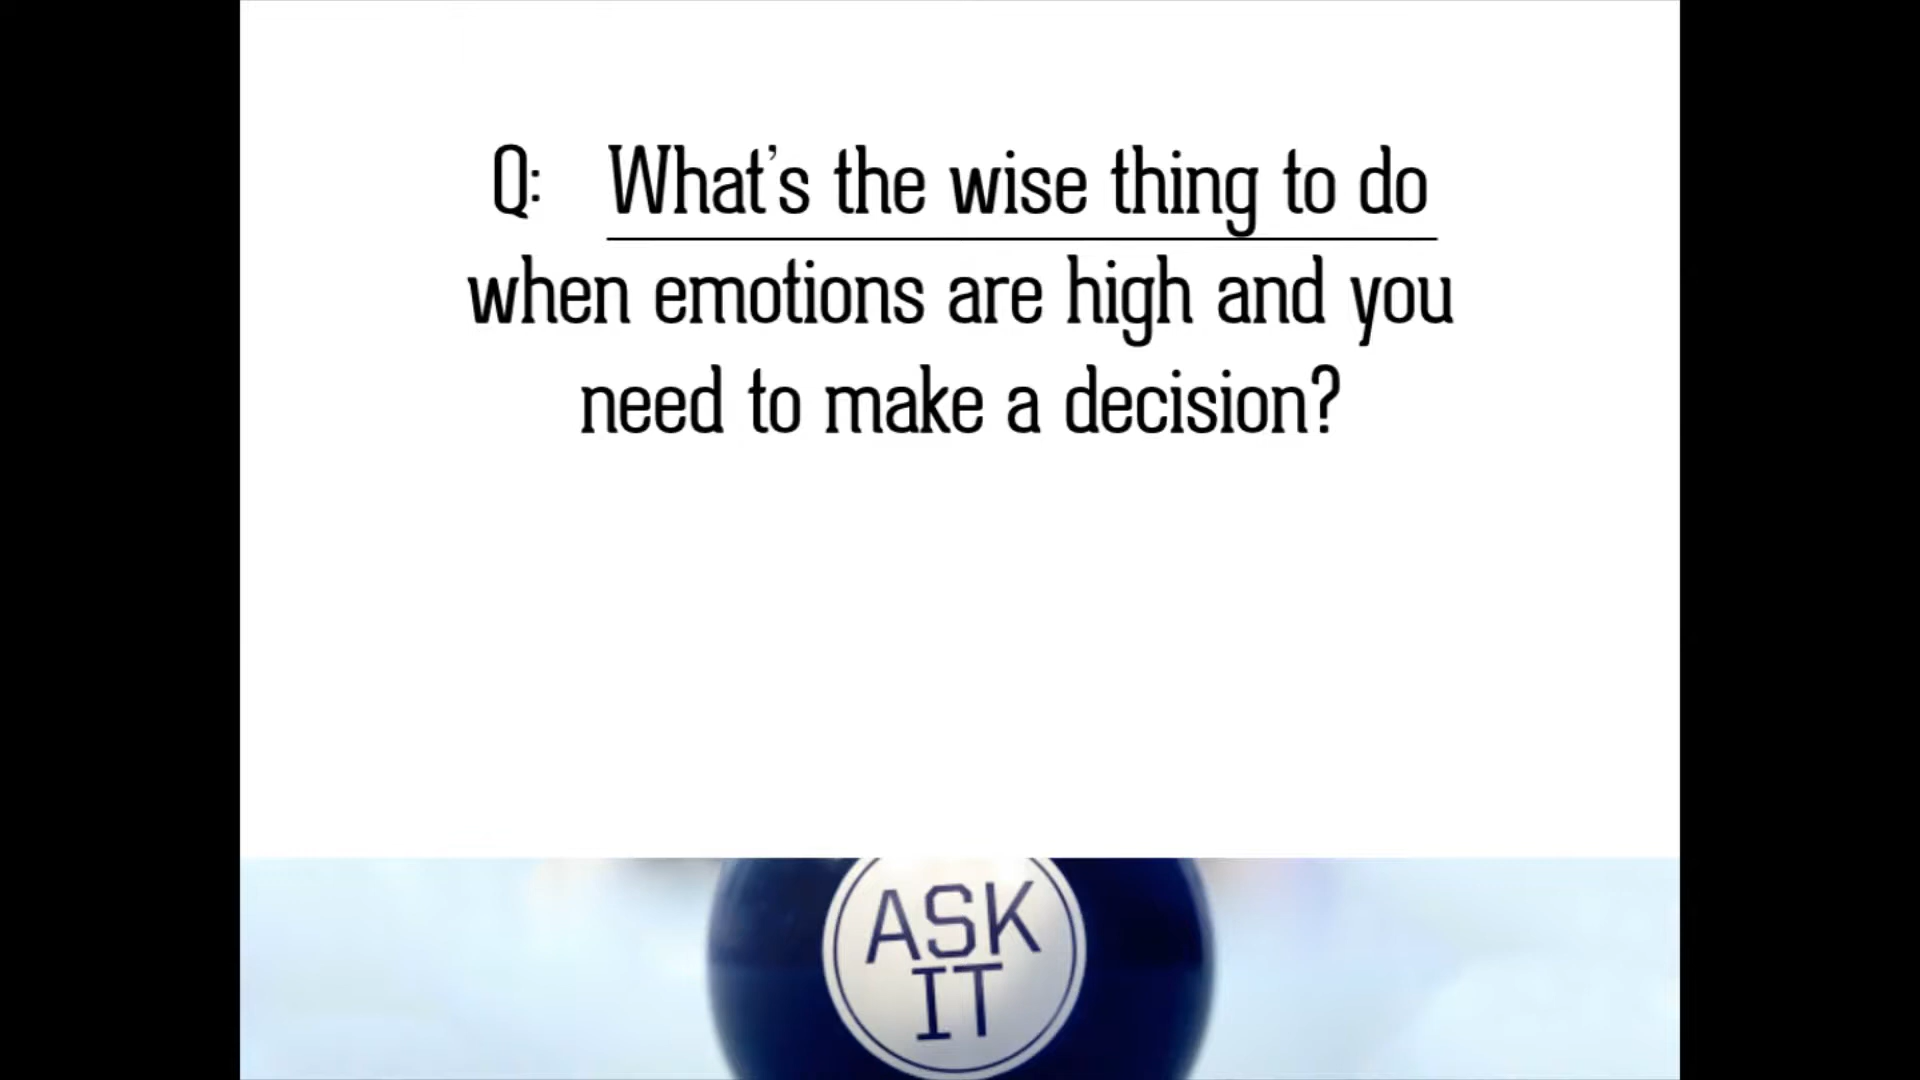 Q: What's the wise thing to do
when emotions are high and you
need to make a decision?
ASK
IT